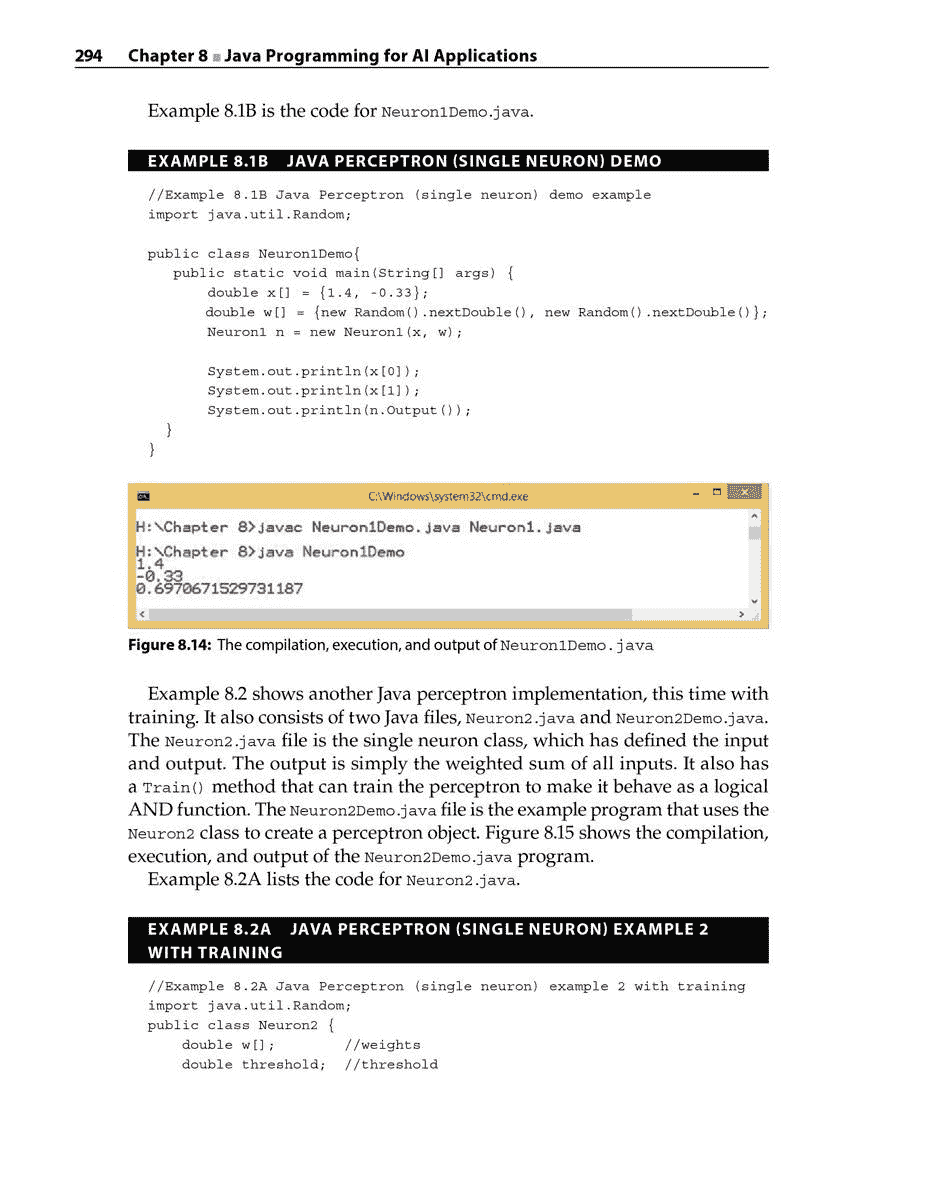 294 Chapter 8 ■ Java Programming for AI Applications
Example 8.1B is the code for Neuron1Demo.java.
EXAMPLE 8.1B JAVA PERCEPTRON (SINGLE NEURON) DEMO
//Example 8.1B Java Perceptron (single neuron) demo example
import java.util.Random;
public class Neuron1Demo{
public static void main(String[] args) {
double x[] = {1.4, -0.33};
double w[] = {new Random().nextDouble(), new Random().nextDouble()};
Neuron1 n = new Neuron1(x, w);
System.out.println(x[0]);
System.out.println(x[1]);
System.out.println(n.Output());
}
}
C:\Windows\system32\cmd.exe
H:\Chapter 8>javac Neuron1Demo.java Neuron1.java
H:\Chapter 8>java Neuron1Demo
1.4
-0.33
0.6970671529731187
Figure 8.14: The compilation, execution, and output of Neuron1Demo.java
Example 8.2 shows another Java perceptron implementation, this time with
training. It also consists of two Java files, Neuron2.java and Neuron2Demo.java.
The Neuron2.java file is the single neuron class, which has defined the input
and output. The output is simply the weighted sum of all inputs. It also has
a Train() method that can train the perceptron to make it behave as a logical
AND function. The Neuron2Demo.java file is the example program that uses the
Neuron2 class to create a perceptron object. Figure 8.15 shows the compilation,
execution, and output of the Neuron2Demo.java program.
Example 8.2A lists the code for Neuron2.java.
EXAMPLE 8.2A JAVA PERCEPTRON (SINGLE NEURON) EXAMPLE 2
WITH TRAINING
//Example 8.2A Java Perceptron (single neuron) example 2 with training
import java.util.Random;
public class Neuron2 {
double w[]; //weights
double threshold; //threshold